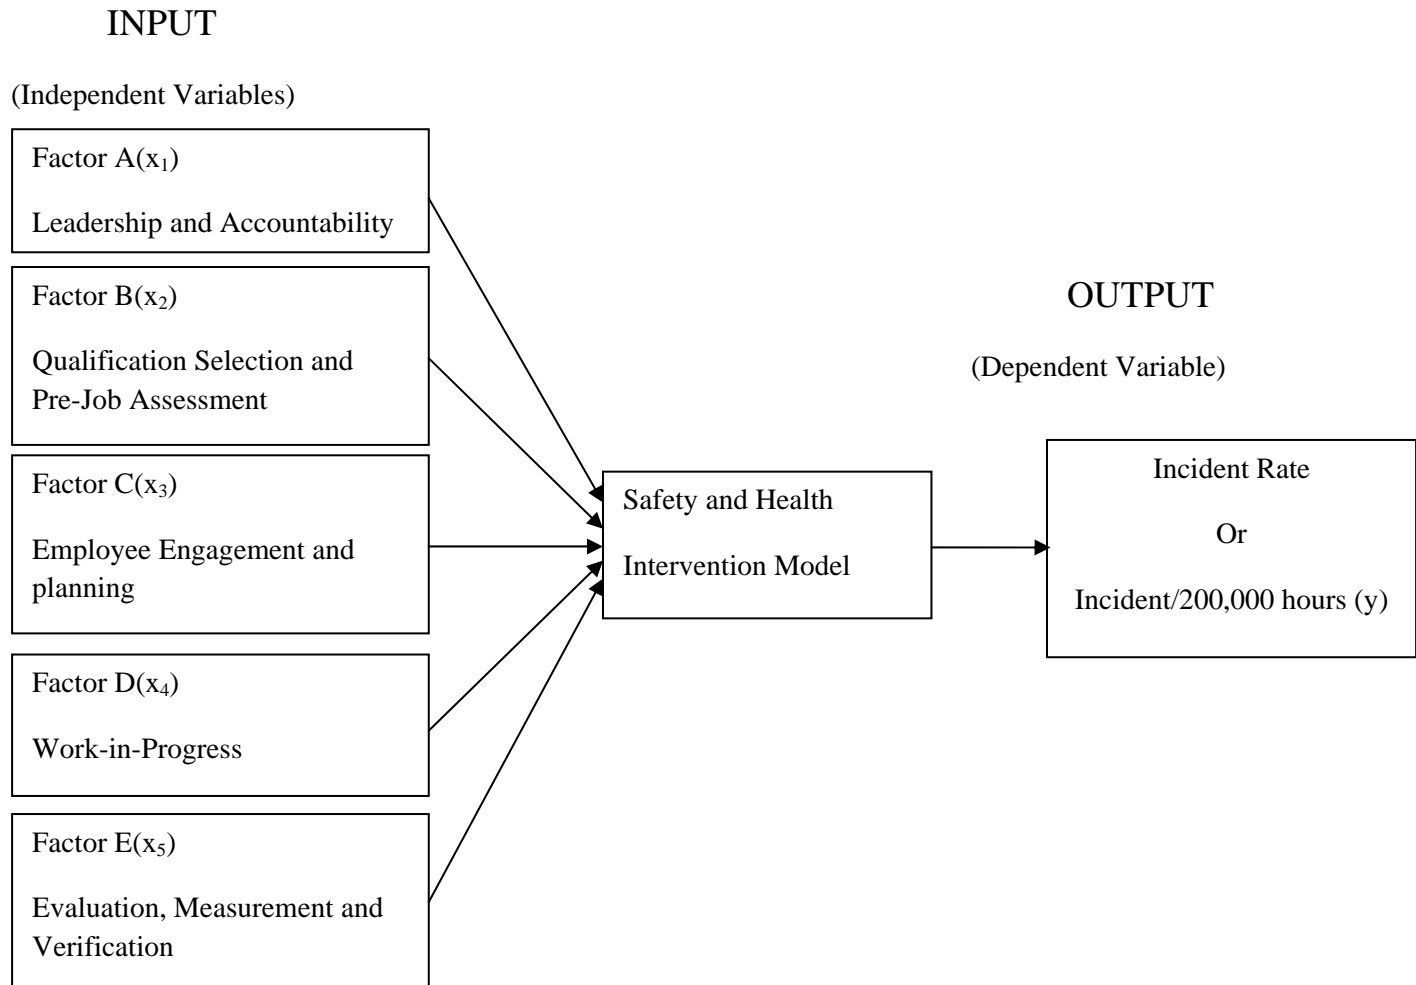 INPUT
(Independent Variables)
Factor A(x₁)
Leadership and Accountability
Factor B(x₂)
Qualification Selection and
Pre-Job Assessment
Factor C(x₃)
Employee Engagement and
planning
Factor D(x₄)
Work-in-Progress
Factor E(x₅)
Evaluation, Measurement and
Verification
Safety and Health
Intervention Model
OUTPUT
(Dependent Variable)
Incident Rate
Or
Incident/200,000 hours (y)